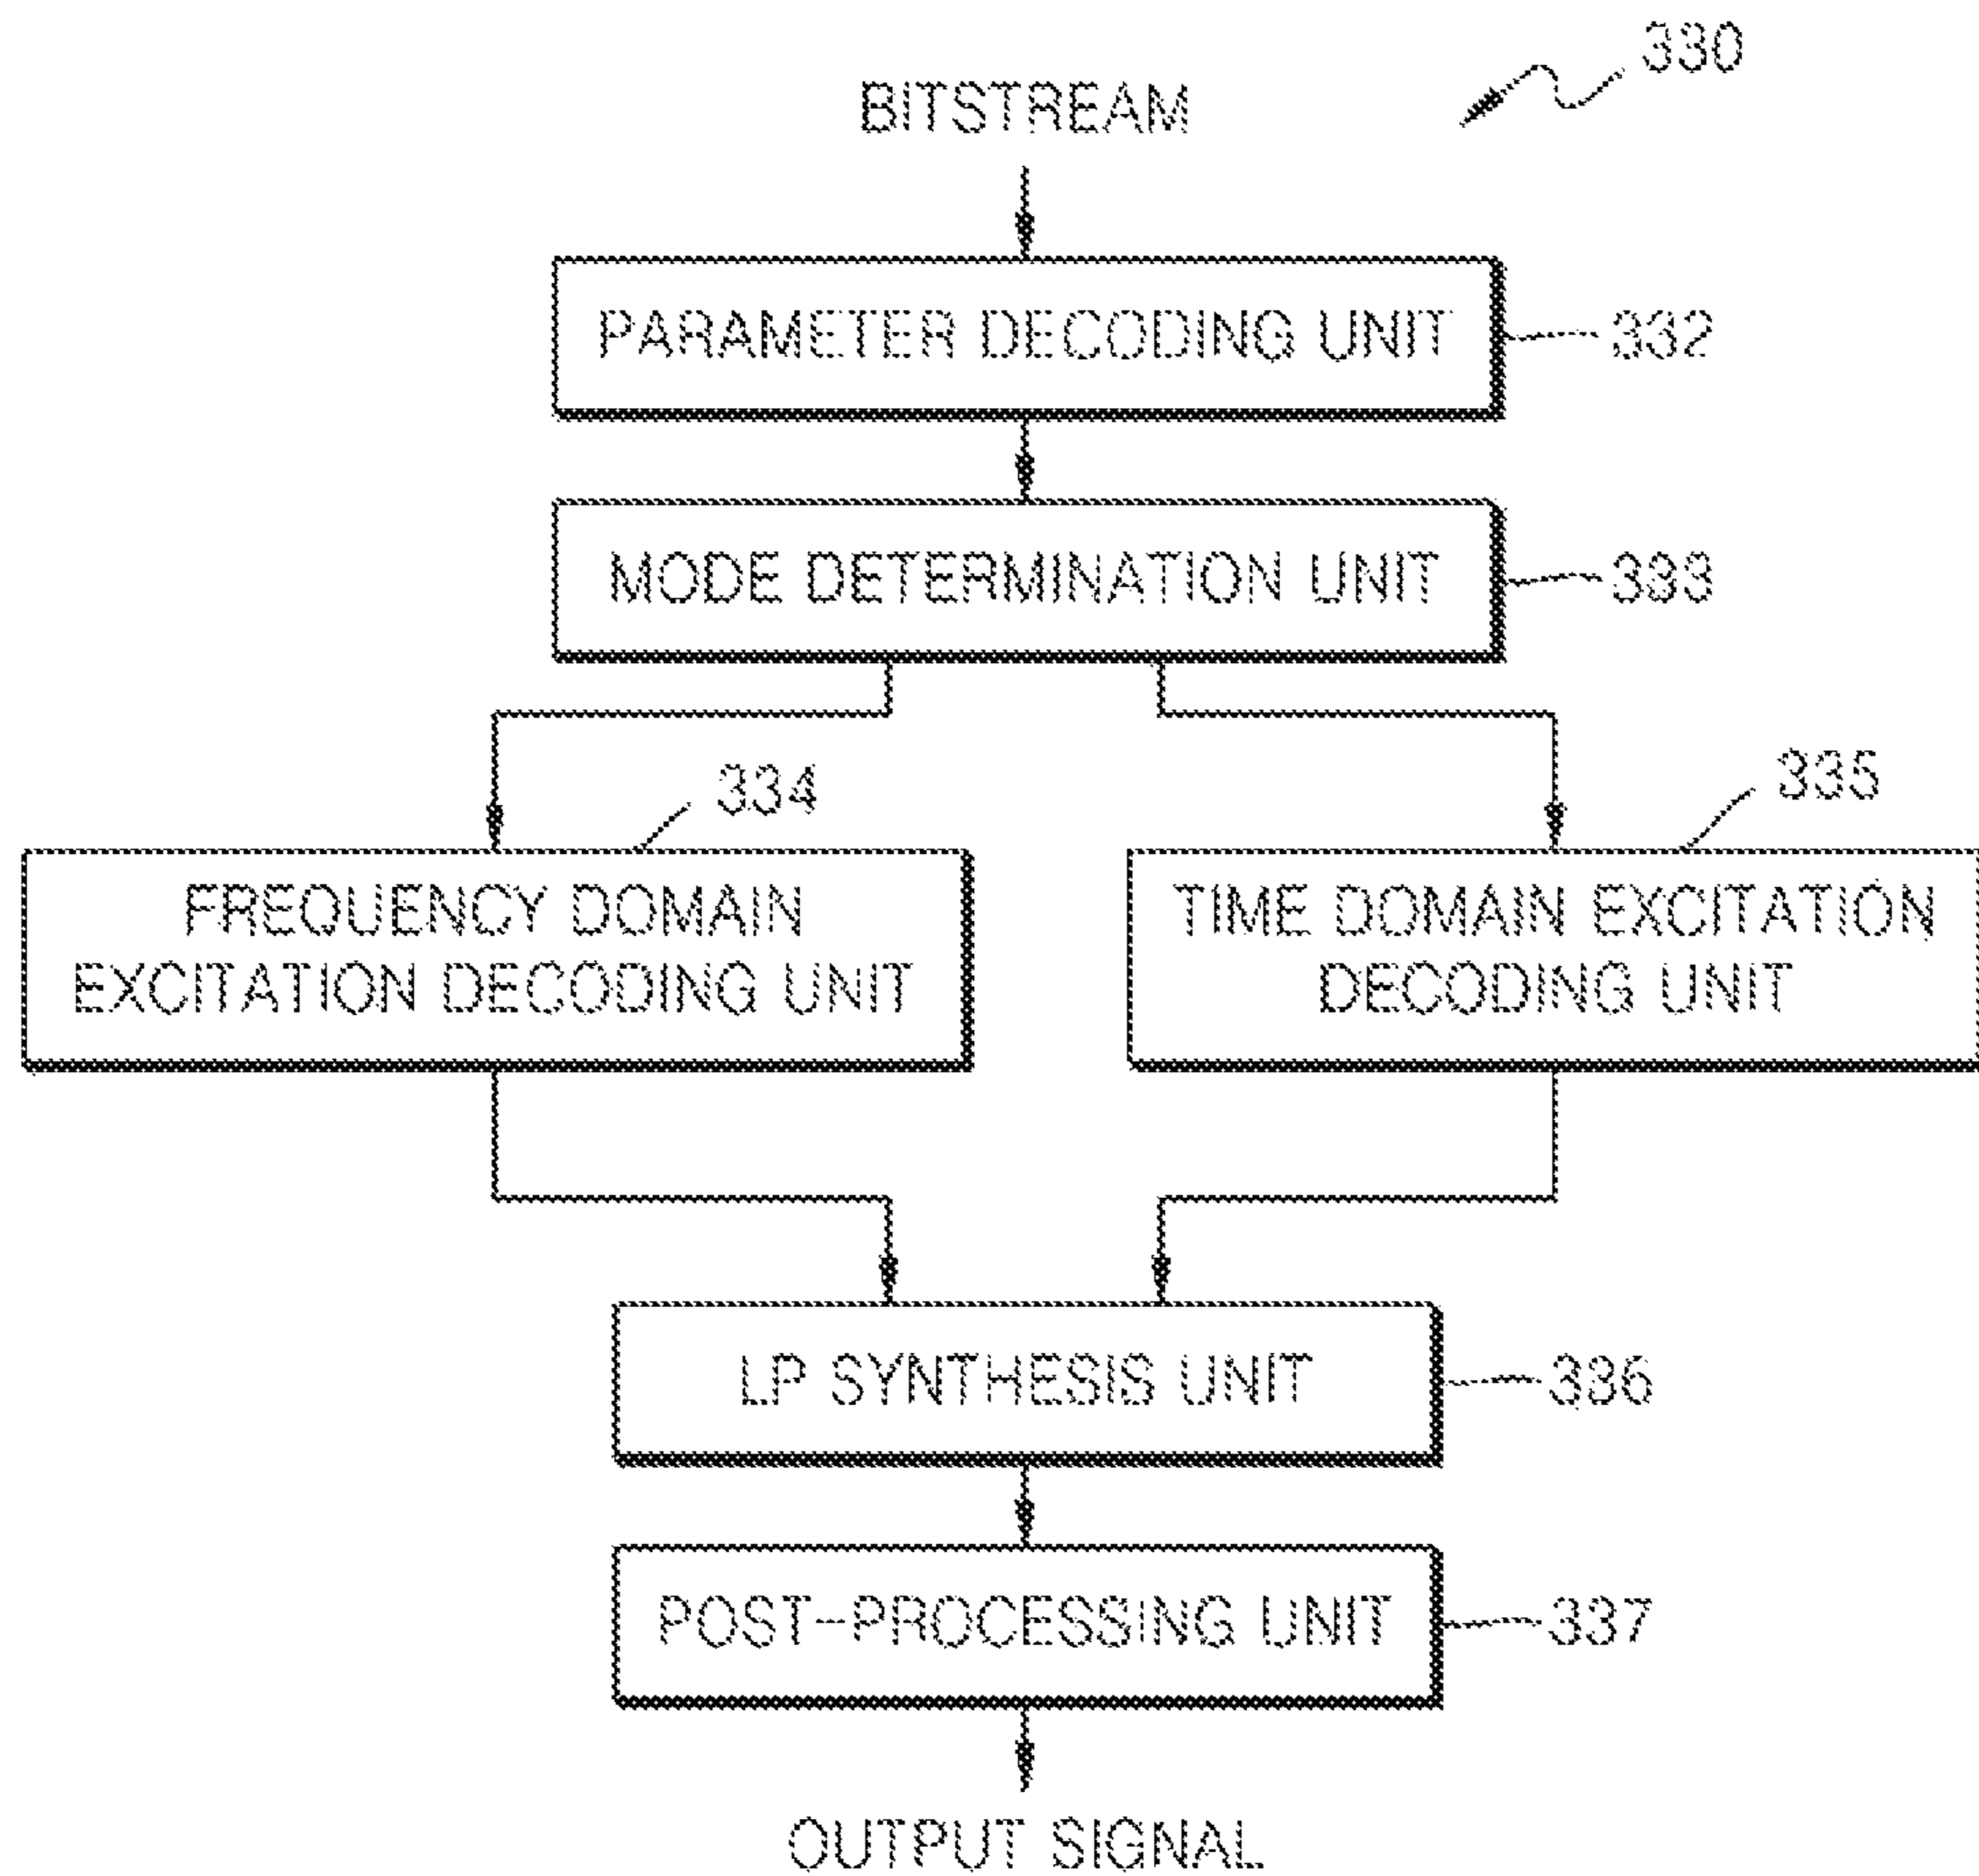 330
BITSTREAM
PARAMETER DECODING UNIT
332
MODE DETERMINATION UNIT
333
334
335
FREQUENCY DOMAIN
EXCITATION DECODING UNIT
TIME DOMAIN EXCITATION
DECODING UNIT
LP SYNTHESIS UNIT
336
POST-PROCESSING UNIT
337
OUTPUT SIGNAL